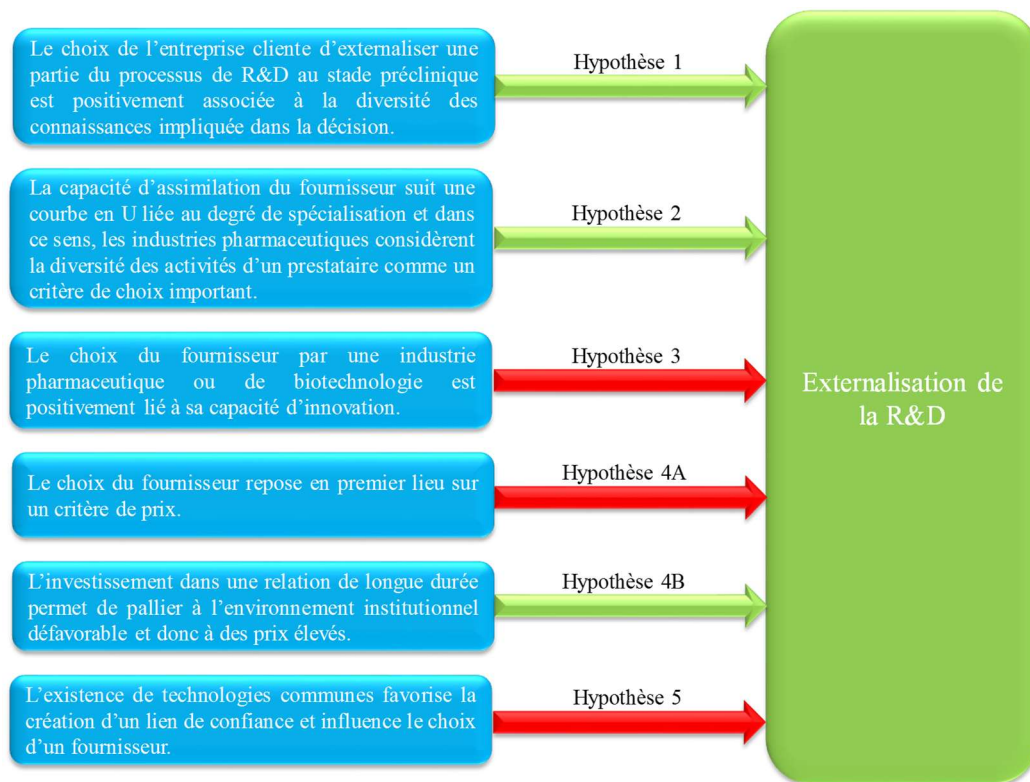 Le choix de l'entreprise cliente d'externaliser une
partie du processus de R&D au stade préclinique
est positivement associée à la diversité des
connaissances impliquée dans la décision.
Hypothèse 1
La capacité d'assimilation du fournisseur suit une
courbe en U liée au degré de spécialisation et dans
ce sens, les industries pharmaceutiques considèrent
la diversité des activités d'un prestataire comme un
critère de choix important.
Hypothèse 2
Le choix du fournisseur par une industrie
pharmaceutique ou de biotechnologie est
positivement lié à sa capacité d'innovation.
Hypothèse 3
Le choix du fournisseur repose en premier lieu sur
un critère de prix.
Hypothèse 4A
L'investissement dans une relation de longue durée
permet de pallier à l'environnement institutionnel
défavorable et donc à des prix élevés.
Hypothèse 4B
L'existence de technologies communes favorise la
création d'un lien de confiance et influence le choix
d'un fournisseur.
Hypothèse 5
Externalisation de
la R&D